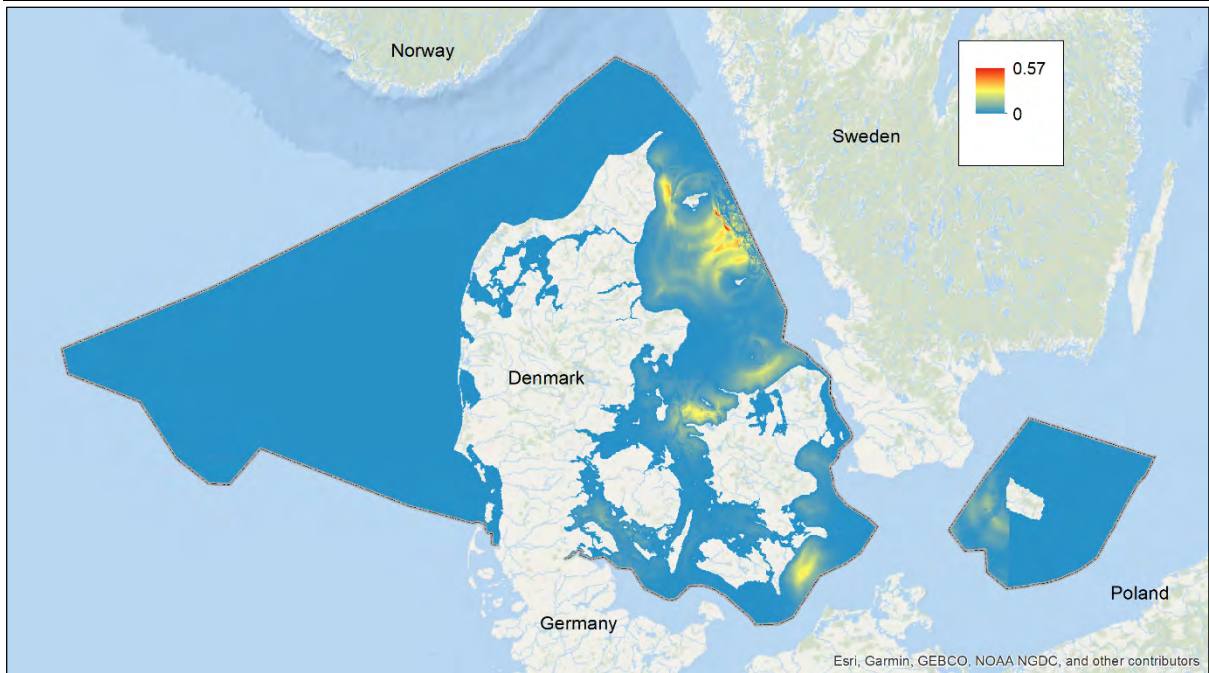 Norway
0.57
0
Sweden
Denmark
Poland
Germany
Esri, Garmin, GEBCO, NOAA NGDC, and other contributors